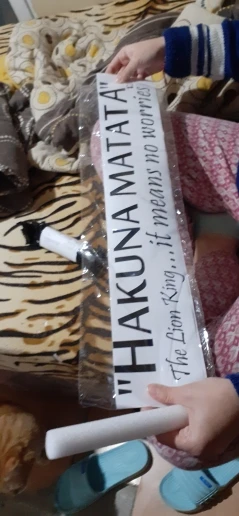 "HAKUNA MATATA"
The Lion King... it means no worries